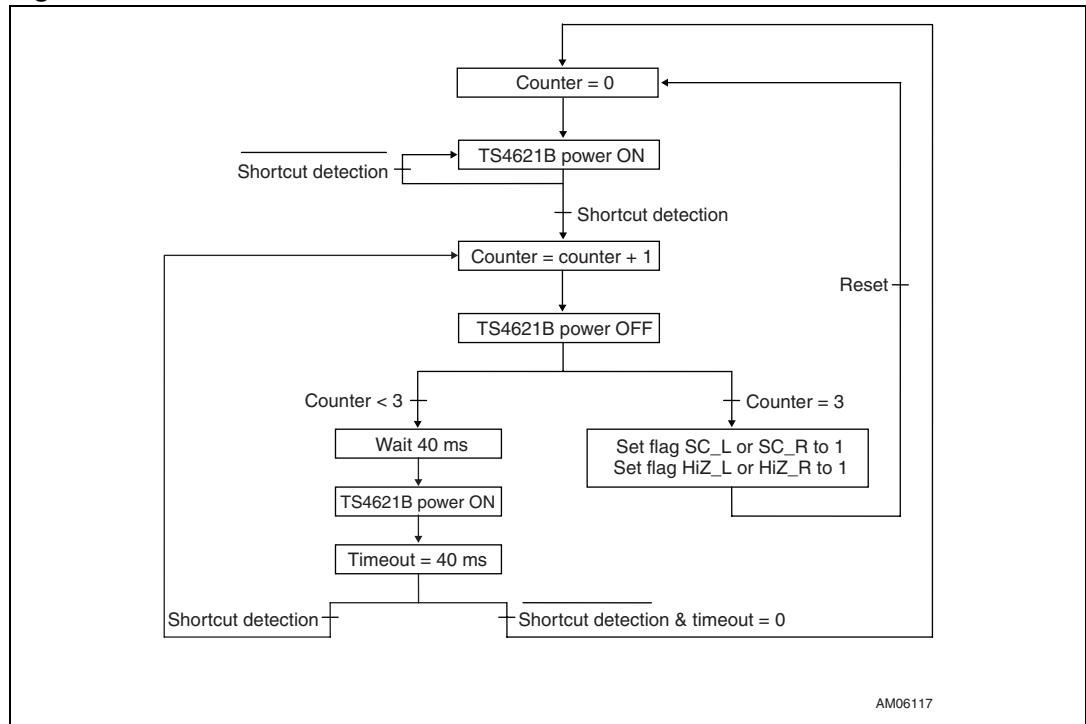 Counter = 0
TS4621B power ON
Shortcut detection
Shortcut detection
Counter = counter + 1
Reset
TS4621B power OFF
Counter < 3
Counter = 3
Wait 40 ms
Set flag SC_L or SC_R to 1
Set flag HiZ_L or HiZ_R to 1
TS4621B power ON
Timeout = 40 ms
Shortcut detection
Shortcut detection & timeout = 0
AM06117